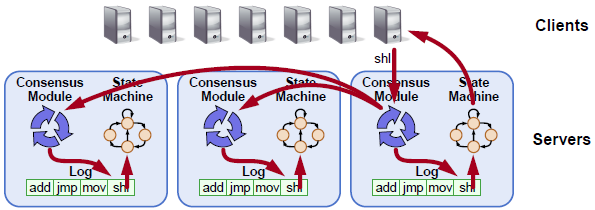 Clients
shl
Consensus Module
State Machine
Log
add jmp mov shl
Consensus Module
State Machine
Log
add jmp mov shl
Consensus Module
State Machine
Log
add jmp mov shl
Servers